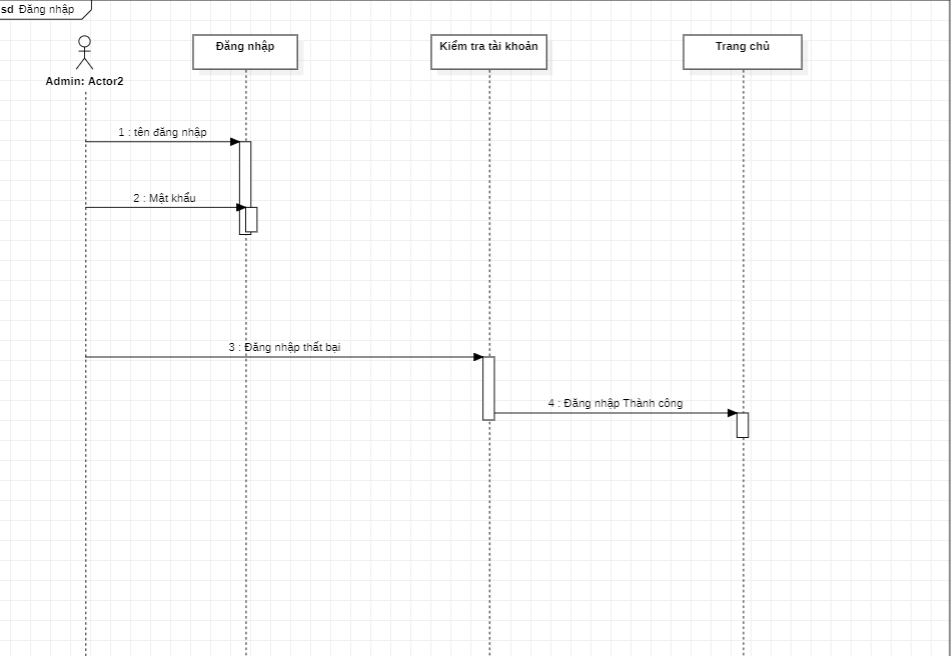 sd Đăng nhập
Admin: Actor2
Đăng nhập
Kiểm tra tài khoản
Trang chủ
1 : tên đăng nhập
2 : Mật khẩu
3 : Đăng nhập thất bại
4 : Đăng nhập Thành công